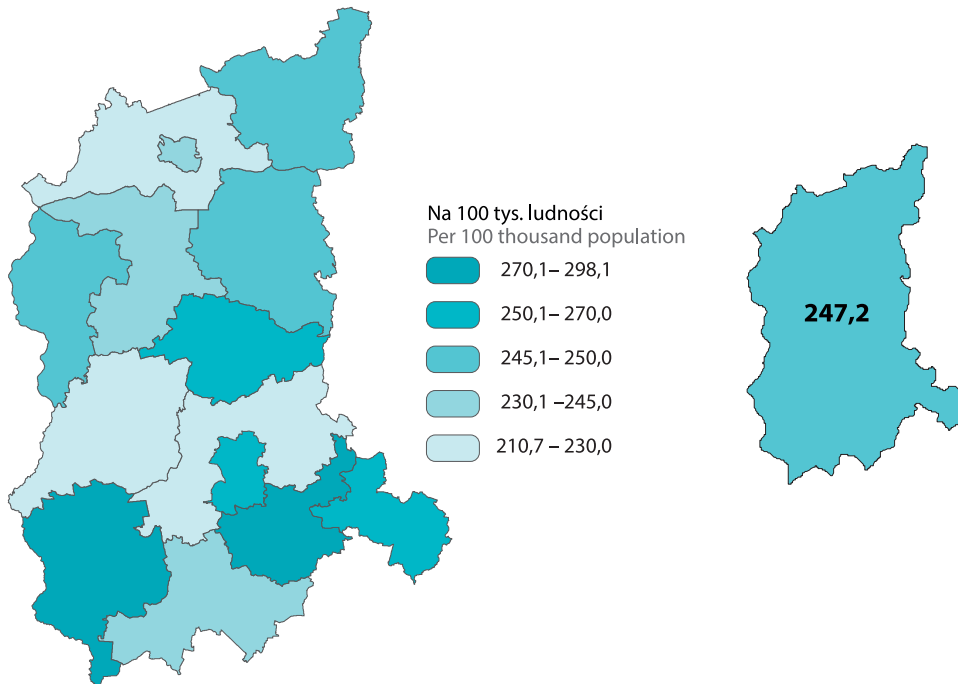 Na 100 tys. ludności
Per 100 thousand population
270,1– 298,1
250,1– 270,0
245,1– 250,0
230,1 –245,0
210,7 – 230,0
247,2